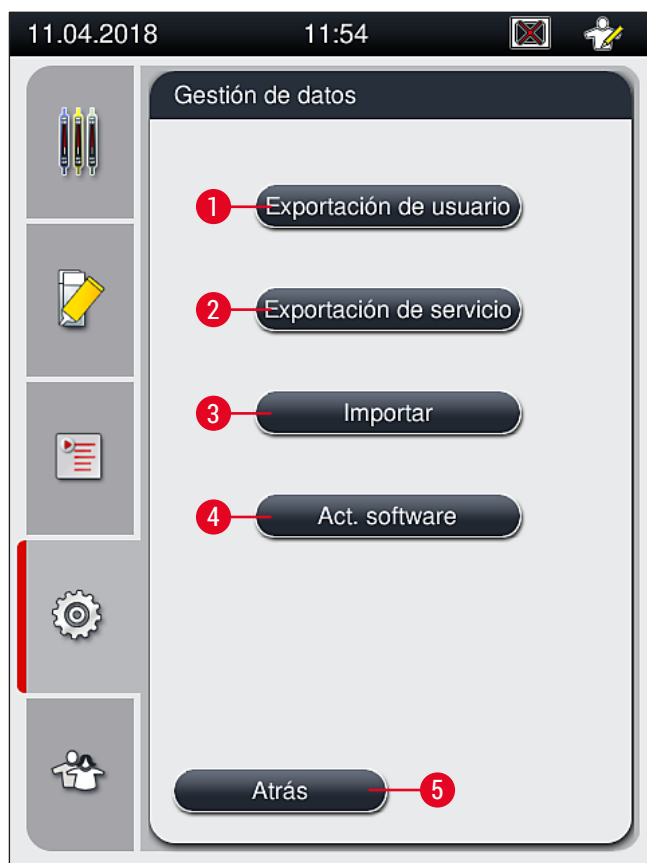 11.04.2018 11:54
Gestión de datos
1 Exportación de usuario
2 Exportación de servicio
3 Importar
4 Act. software
Atrás 5